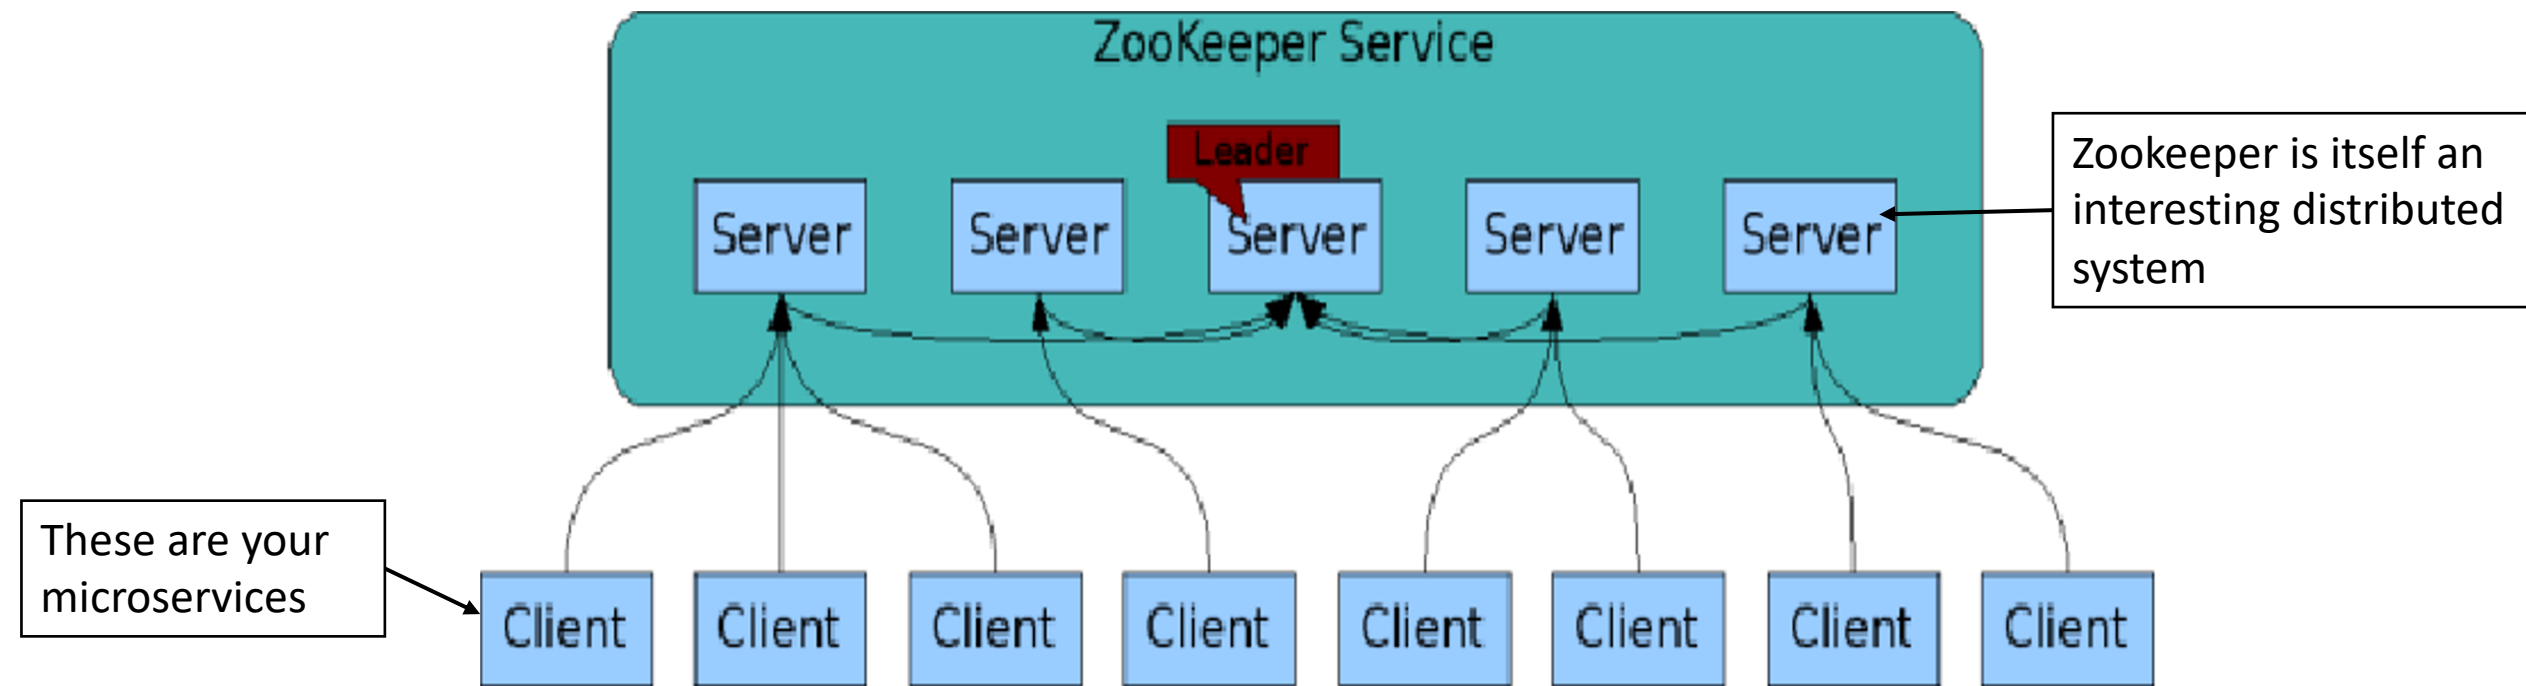 ZooKeeper Service
Leader
Server
Server
Server
Server
Server
Zookeeper is itself an
interesting distributed
system
These are your
microservices
Client
Client
Client
Client
Client
Client
Client
Client